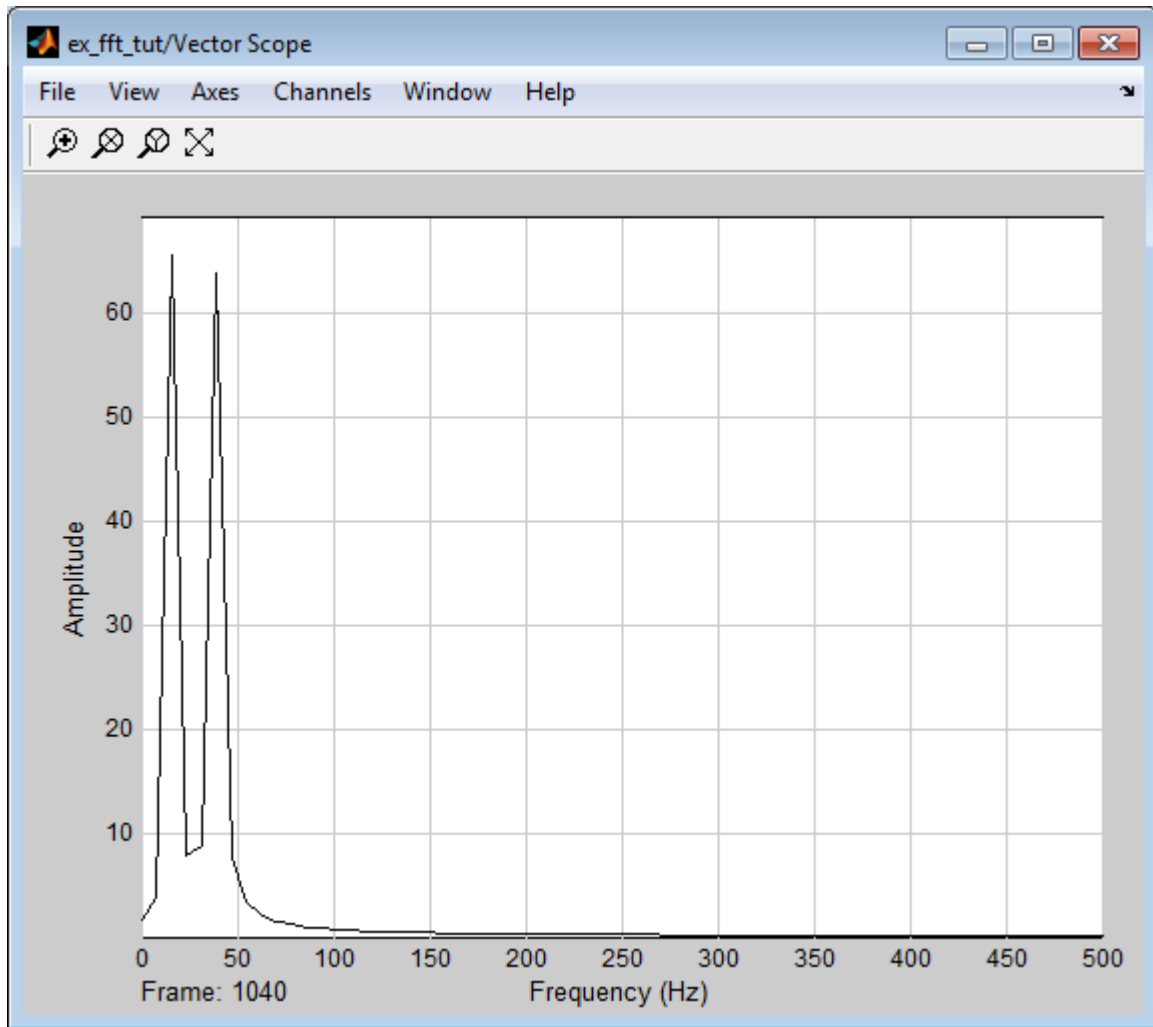 ex_fft_tut/Vector Scope
File View Axes Channels Window Help
60
50
40
30
20
10
Amplitude
0 50 100 150 200 250 300 350 400 450 500
Frame: 1040 Frequency (Hz)